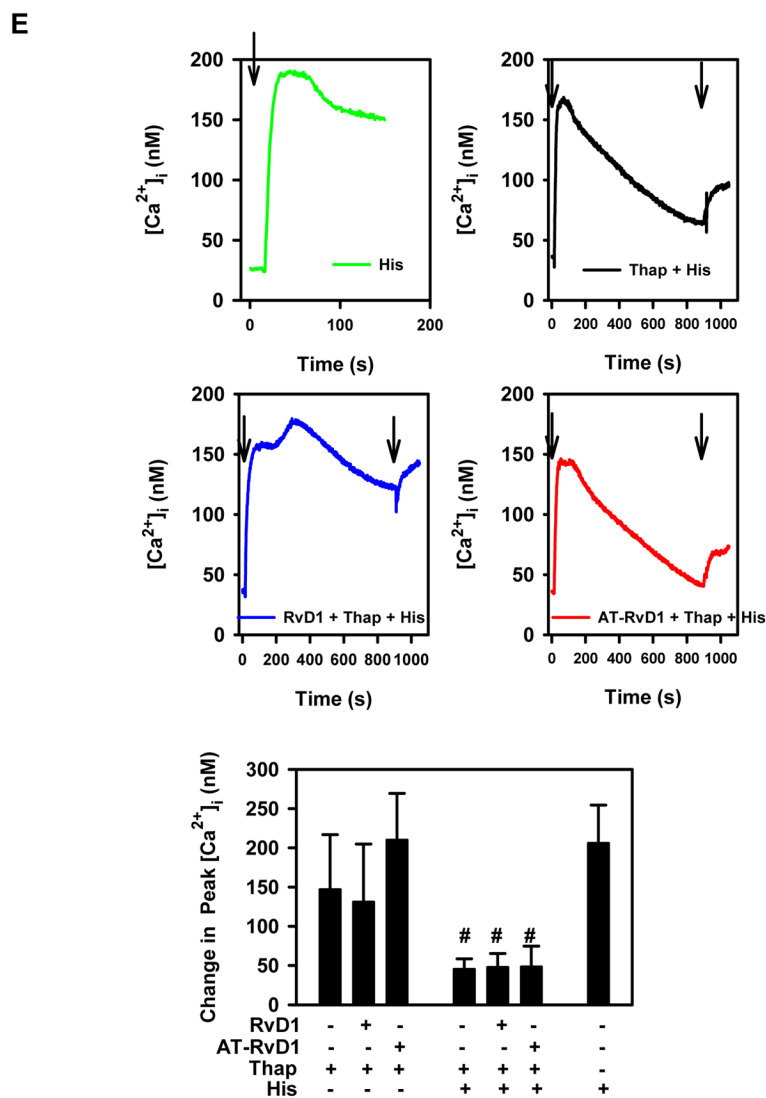 E
200
150
100
50
0
[Ca2+]i (nM)
His
0 100 200
Time (s)
200
150
100
50
0
[Ca2+]i (nM)
Thap + His
0 200 400 600 800 1000
Time (s)
200
150
100
50
0
[Ca2+]i (nM)
RvD1 + Thap + His
0 200 400 600 800 1000
Time (s)
200
150
100
50
0
[Ca2+]i (nM)
AT-RvD1 + Thap + His
0 200 400 600 800 1000
Time (s)
300
250
200
150
100
50
0
Change in Peak [Ca2+]i (nM)
# # #
RvD1 - + - - + - -
AT-RvD1 - - + - - + -
Thap + + + + + + -
His - - - + + + +